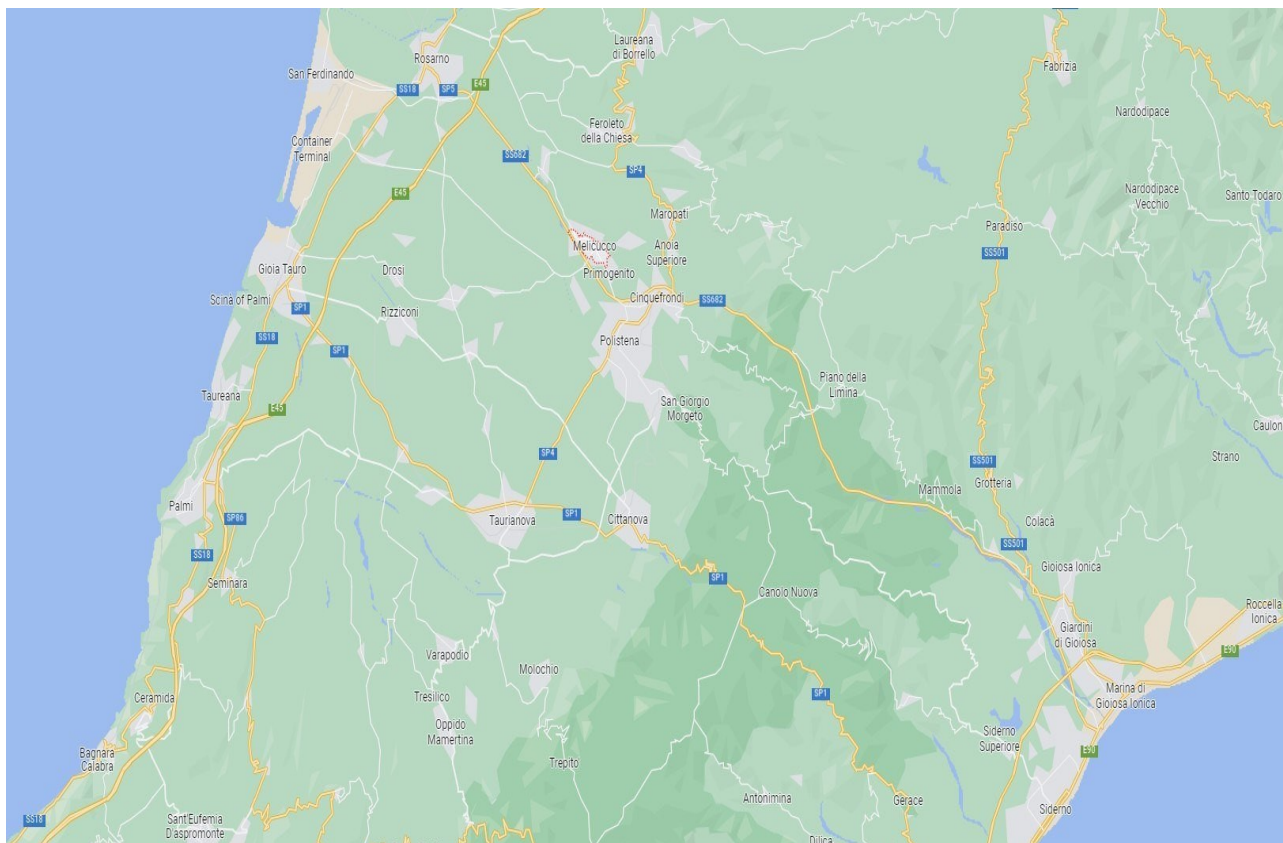 Laureana
di Borrello
Rosarno
San Ferdinando
Fabrizia
SS18
SP5
E45
Nardodipace
Feroleto
della Chiesa
Container
Terminal
SS682
SP4
E45
Nardodipace
Vecchio
Santo Todaro
Maropati
Paradiso
Melicucco
Anoia
Superiore
SS501
Gioia Tauro
Drosi
Primogenito
Scina of Palmi
Cinquefrondi
SS682
SP1
Rizziconi
SS18
Polistena
SP1
Piano della
Limina
Taureana
E45
San Giorgio
Morgeto
Caulon
SP4
Strano
SS501
Grotteria
Mammola
Palmi
SP86
Taurianova
SP1
Cittanova
Colacà
SS18
SS501
Gioiosa Ionica
Seminara
SP1
Canolo Nuova
Roccella
Ionica
Giardini
di Gioiosa
Varapodio
Molochio
E90
Tresilico
SP1
Marina di
Gioiosa Ionica
Ceramida
Oppido
Mamertina
Siderno
Superiore
Bagnara
Calabra
Trepito
E90
Antonimina
Gerace
Siderno
SS18
Sant'Eufemia
D'aspromonte
Dilica